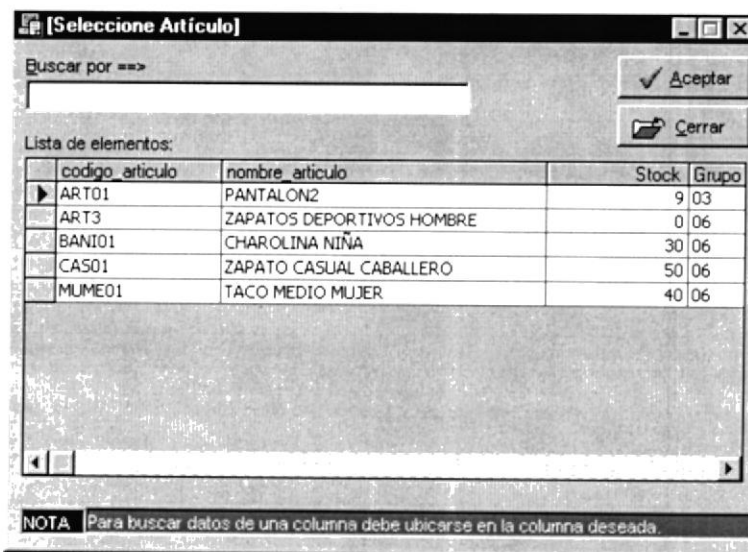 [Seleccione Artículo]
Buscar por ==>
Aceptar
Cerrar
Lista de elementos:
codigo_articulo nombre_articulo Stock Grupo
ART01 PANTALON2 9 03
ART3 ZAPATOS DEPORTIVOS HOMBRE 0 06
BANI01 CHAROLINA NIÑA 30 06
CAS01 ZAPATO CASUAL CABALLERO 50 06
MUME01 TACO MEDIO MUJER 40 06
NOTA Para buscar datos de una columna debe ubicarse en la columna deseada.